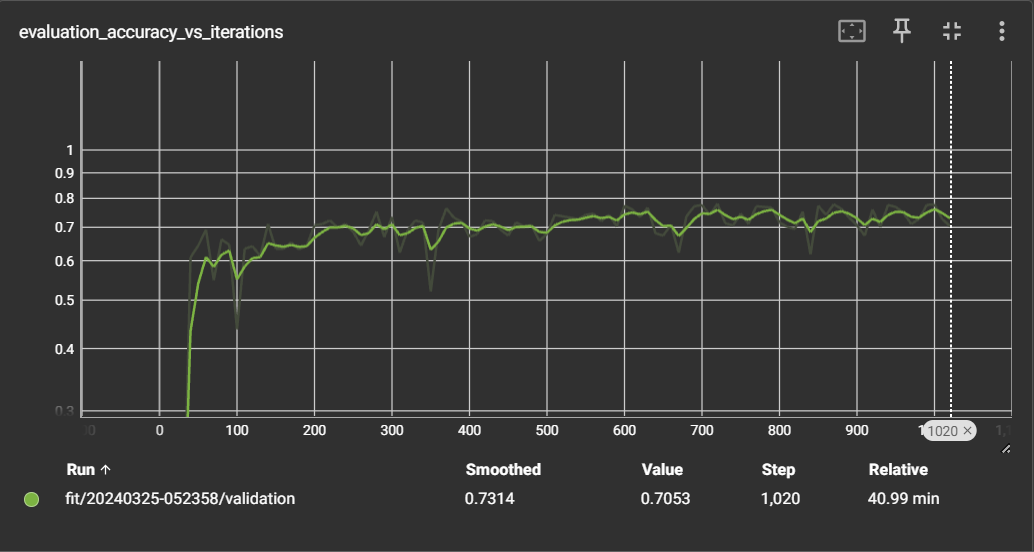 evaluation_accuracy_vs_iterations
1
0.9
0.8
0.7
0.6
0.5
0.4
0.3
0 100 200 300 400 500 600 700 800 900 1020 ×
Run ↑ Smoothed Value Step Relative
fit/20240325-052358/validation 0.7314 0.7053 1,020 40.99 min